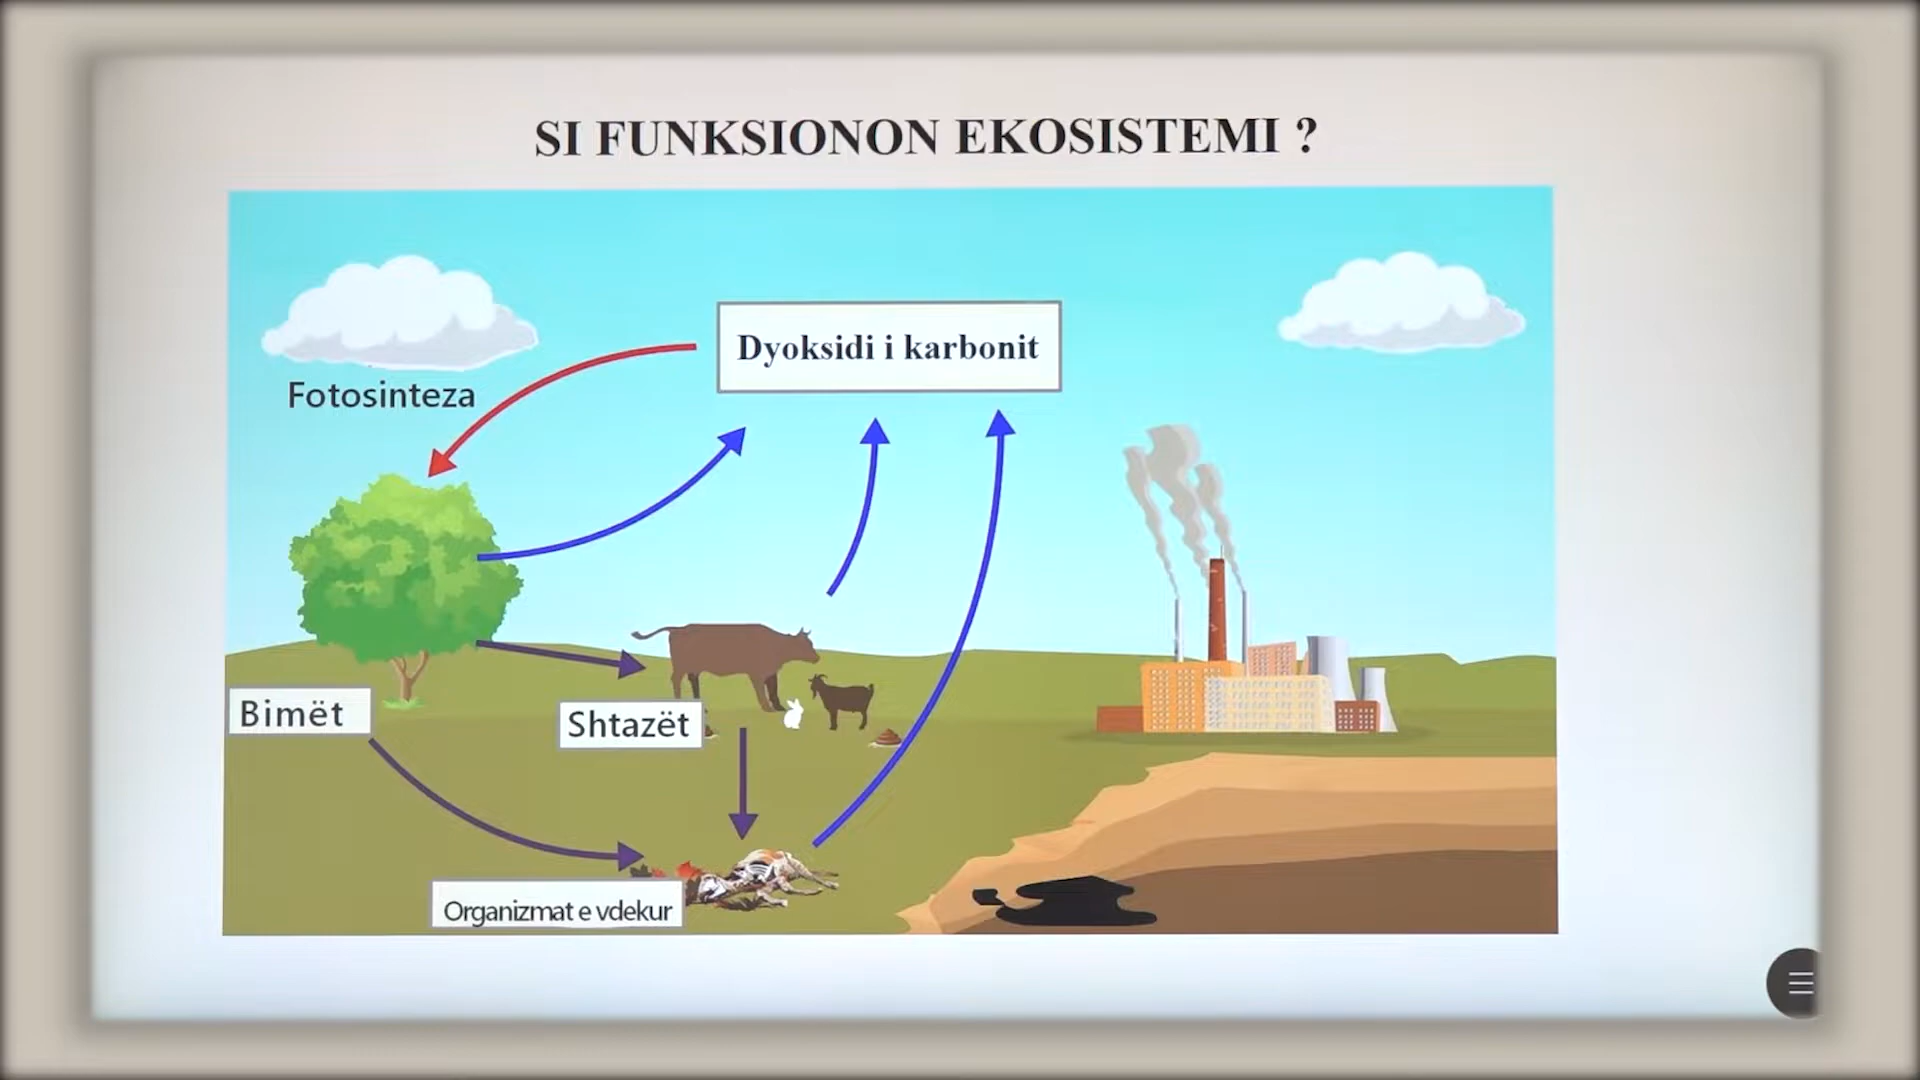 SI FUNKSIONON EKOSISTEMI ?
Dyoksidi i karbonit
Fotosinteza
Bimët
Shtazët
Organizmat e vdekur